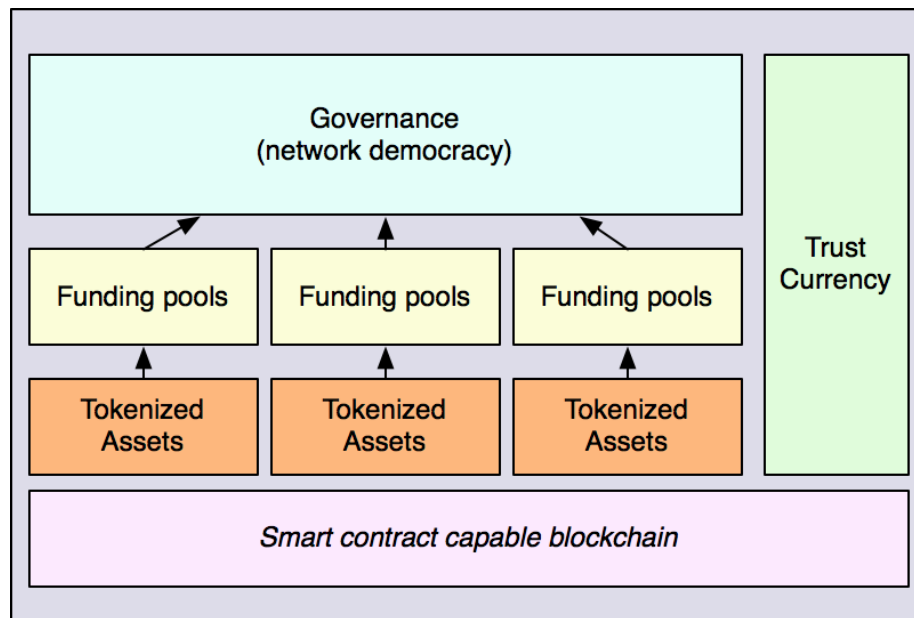 Governance
(network democracy)
Trust
Currency
Funding pools
Funding pools
Funding pools
Tokenized
Assets
Tokenized
Assets
Tokenized
Assets
Smart contract capable blockchain